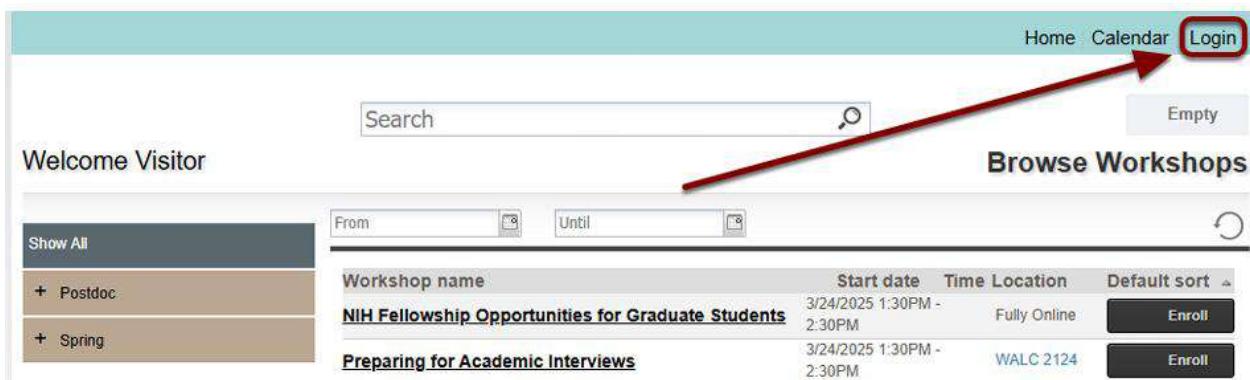 Home Calendar Login
Search
Empty
Welcome Visitor
Browse Workshops
From Until
Show All
+ Postdoc
+ Spring
Workshop name Start date Time Location Default sort
NIH Fellowship Opportunities for Graduate Students 3/24/2025 1:30PM - 2:30PM Fully Online Enroll
Preparing for Academic Interviews 3/24/2025 1:30PM - 2:30PM WALC 2124 Enroll